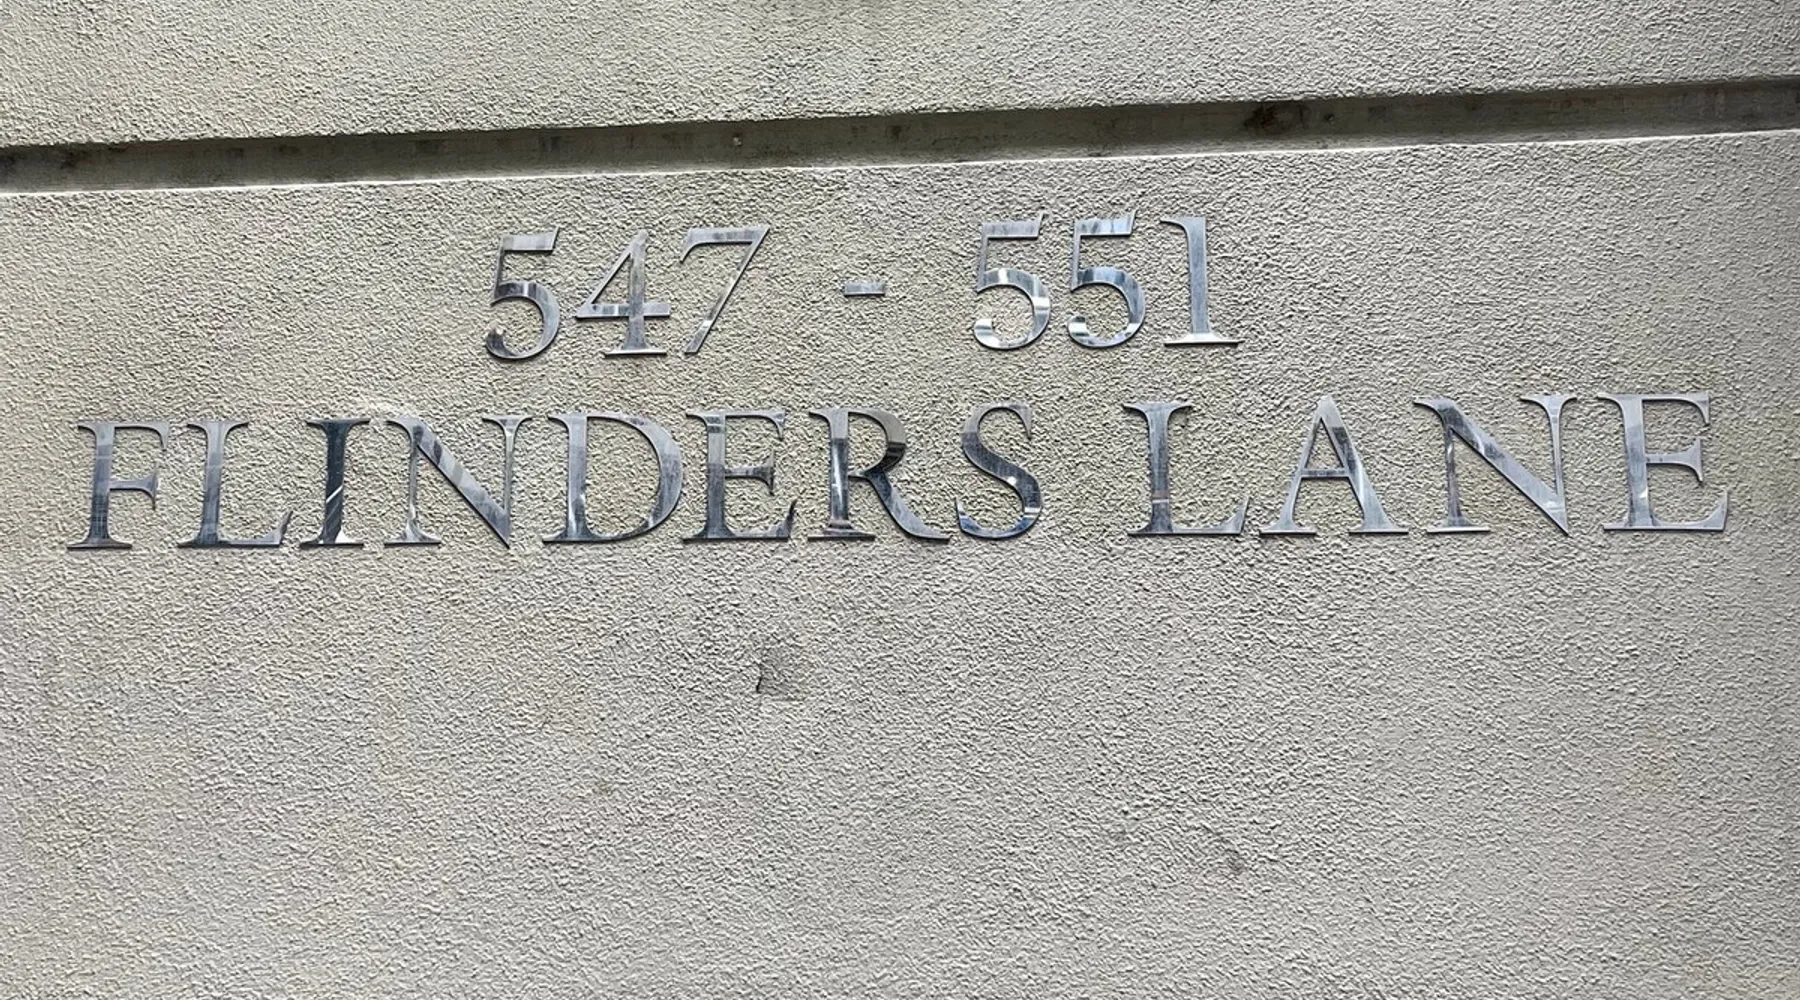 547 - 551
FLINDERS LANE